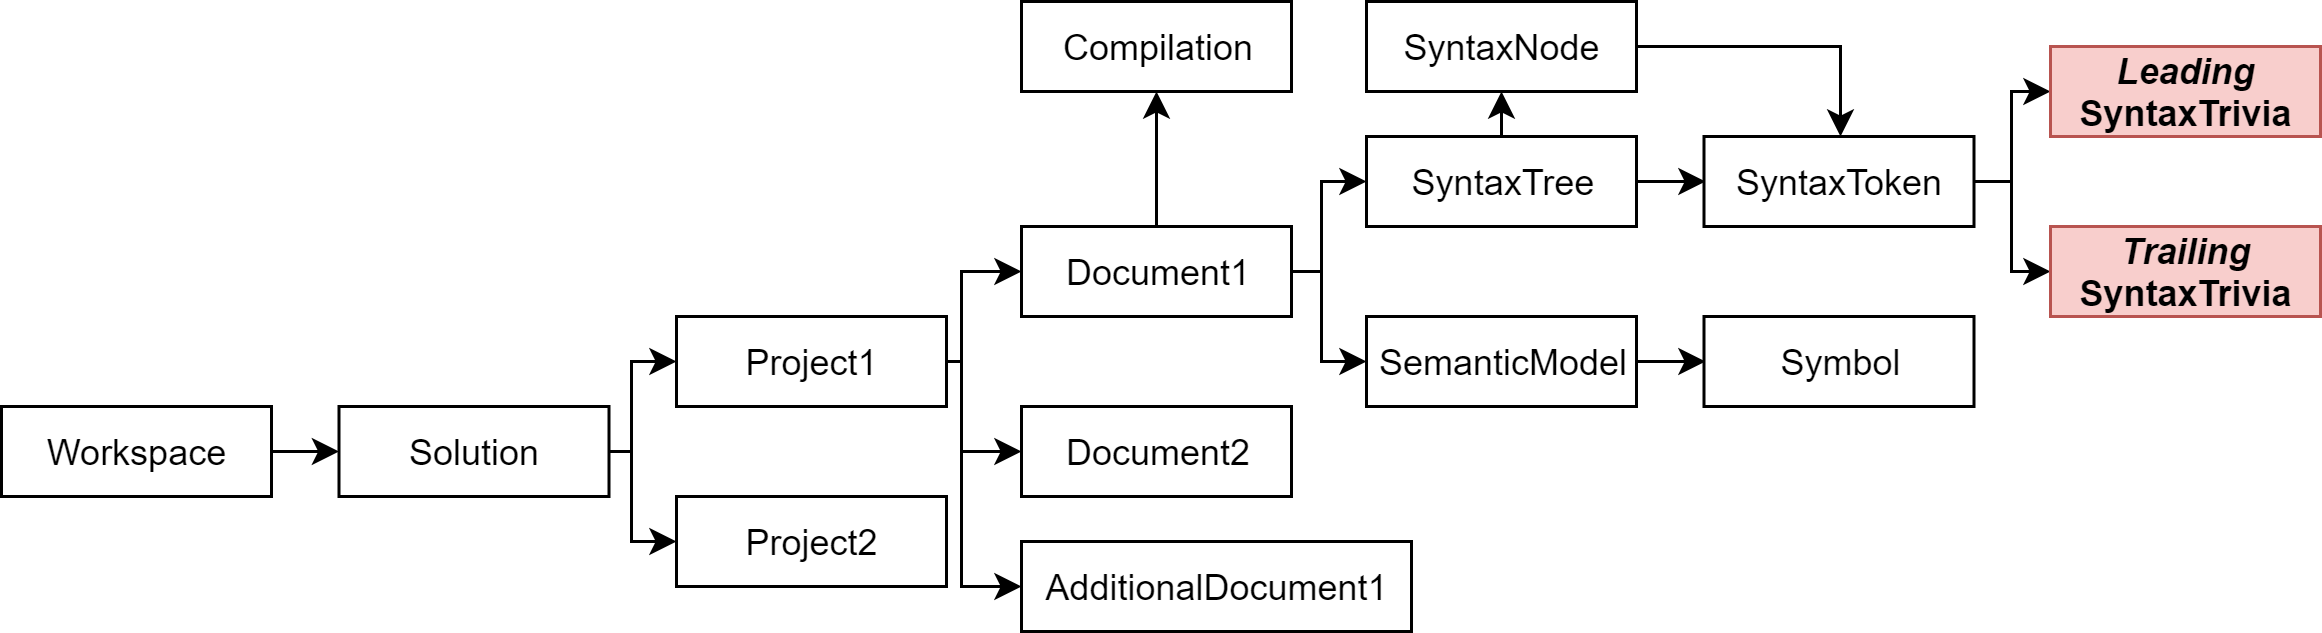 Compilation
SyntaxNode
Leading
SyntaxTrivia
SyntaxTree
SyntaxToken
Document1
Trailing
SyntaxTrivia
Project1
SemanticModel
Symbol
Workspace
Solution
Document2
Project2
AdditionalDocument1